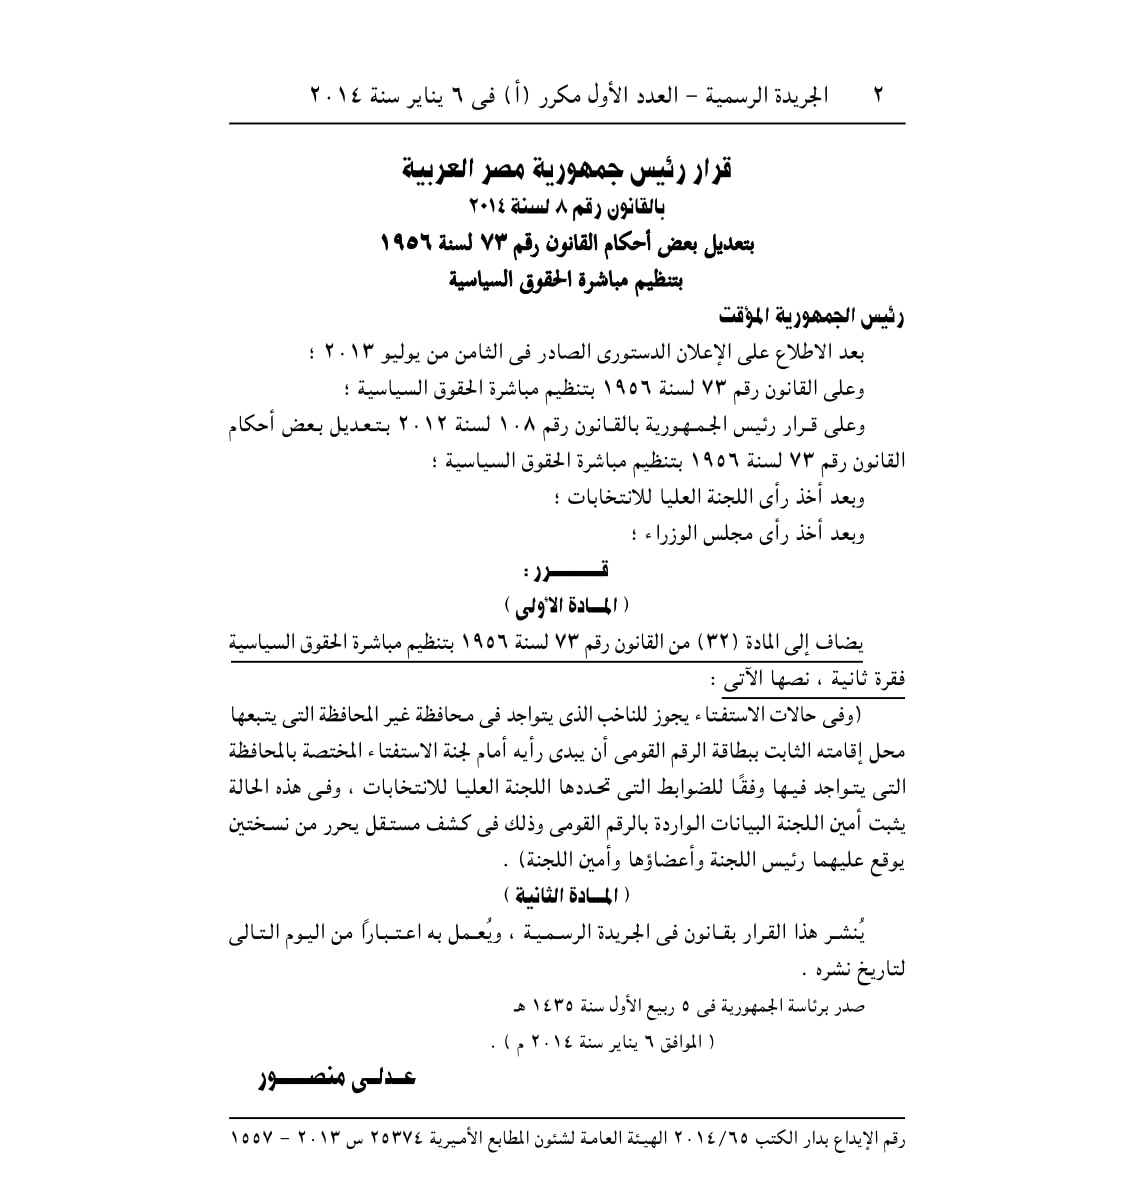 ٢ الجريدة الرسمية – العدد الأول مكرر (أ) فى ٦ يناير سنة ٢٠١٤
قرار رئيس جمهورية مصر العربية
بالقانون رقم ٨ لسنة ٢٠١٤
بتعديل بعض أحكام القانون رقم ٧٣ لسنة ١٩٥٦
بتنظيم مباشرة الحقوق السياسية
رئيس الجمهورية المؤقت
بعد الاطلاع على الإعلان الدستورى الصادر فى الثامن من يوليو ٢٠١٣ ؛
وعلى القانون رقم ٧٣ لسنة ١٩٥٦ بتنظيم مباشرة الحقوق السياسية ؛
وعلى قرار رئيس الجمهورية بالقانون رقم ١٠٨ لسنة ٢٠١٢ بتعديل بعض أحكام
القانون رقم ٧٣ لسنة ١٩٥٦ بتنظيم مباشرة الحقوق السياسية ؛
وبعد أخذ رأى اللجنة العليا للانتخابات ؛
وبعد أخذ رأى مجلس الوزراء ؛
قـــــرر :
( المــادة الأولى )
يضاف إلى المادة (٣٢) من القانون رقم ٧٣ لسنة ١٩٥٦ بتنظيم مباشرة الحقوق السياسية
فقرة ثانية ، نصها الآتى :
(وفى حالات الاستفتاء يجوز للناخب الذى يتواجد فى محافظة غير المحافظة التى يتبعها
محل إقامته الثابت ببطاقة الرقم القومى أن يبدى رأيه أمام لجنة الاستفتاء المختصة بالمحافظة
التى يتواجد فيها وفقًا للضوابط التى تحددها اللجنة العليا للانتخابات ، وفى هذه الحالة
يثبت أمين اللجنة البيانات الواردة بالرقم القومى وذلك فى كشف مستقل يحرر من نسختين
يوقع عليهما رئيس اللجنة وأعضاؤها وأمين اللجنة) .
( المــادة الثانية )
يُنشر هذا القرار بقانون فى الجريدة الرسمية ، ويُعمل به اعتباراً من اليوم التالى
لتاريخ نشره .
صدر برئاسة الجمهورية فى ٥ ربيع الأول سنة ١٤٣٥ هـ
( الموافق ٦ يناير سنة ٢٠١٤ م ) .
عـدلـى منصـــور
رقم الإيداع بدار الكتب ٢٠١٤/٦٥ الهيئة العامة لشئون المطابع الأميرية ٢٥٣٧٤ س ٢٠١٣ – ١٥٥٧